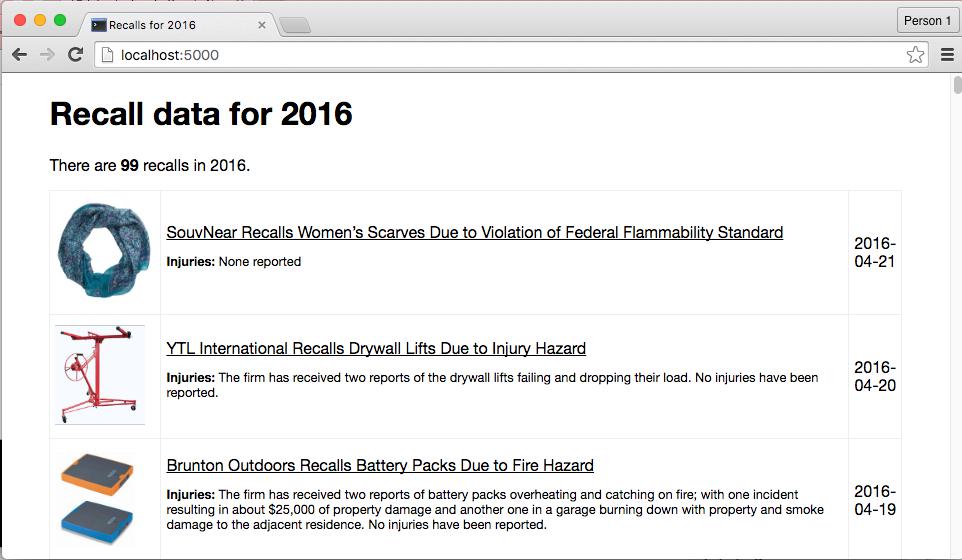 Recalls for 2016
Person 1
localhost:5000
Recall data for 2016
There are 99 recalls in 2016.
SouvNear Recalls Women’s Scarves Due to Violation of Federal Flammability Standard
Injuries: None reported
2016-
04-21
YTL International Recalls Drywall Lifts Due to Injury Hazard
Injuries: The firm has received two reports of the drywall lifts failing and dropping their load. No injuries have been
reported.
2016-
04-20
Brunton Outdoors Recalls Battery Packs Due to Fire Hazard
Injuries: The firm has received two reports of battery packs overheating and catching on fire; with one incident
resulting in about $25,000 of property damage and another one in a garage burning down with property and smoke
damage to the adjacent residence. No injuries have been reported.
2016-
04-19